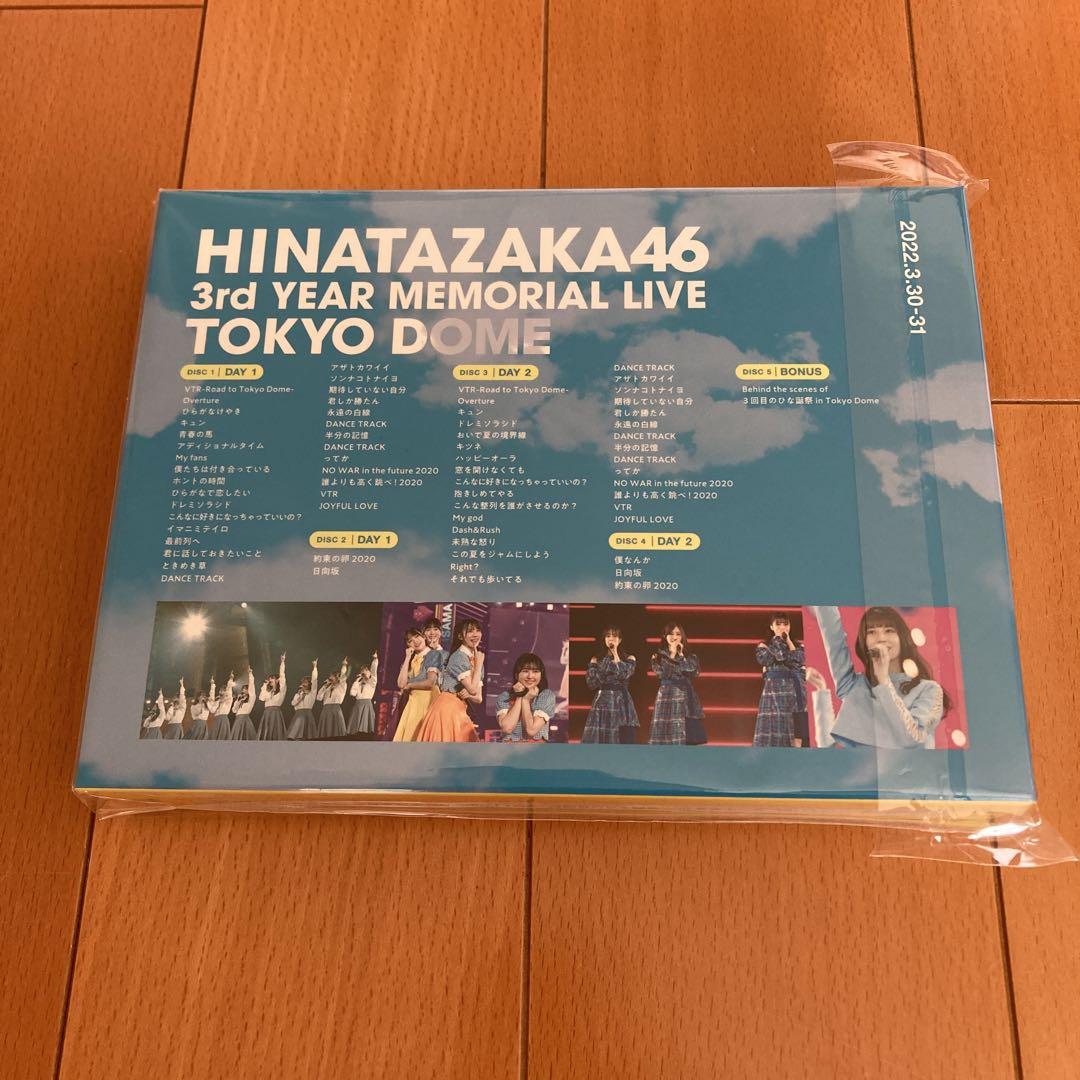 HINATAZAKA46
3rd YEAR MEMORIAL LIVE
TOKYO DOME
2022.3.30-31
DISC 1 | DAY 1
VTR-Road to Tokyo Dome-
Overture
ひらがなけやき
キュン
青春の馬
アディショナルタイム
My fans
僕たちは付き合っている
ホントの時間
ひらがなで恋したい
ドレミソラシド
こんなに好きになっちゃっていいの?
イマニミテイロ
最前列へ
君に話しておきたいこと
ときめき草
DANCE TRACK
アザトカワイイ
ソンナコトナイヨ
期待していない自分
君しか勝たん
永遠の白線
DANCE TRACK
半分の記憶
DANCE TRACK
ってか
NO WAR in the future 2020
誰よりも高く跳べ!2020
VTR
JOYFUL LOVE
DISC 2 | DAY 1
約束の卵 2020
日向坂
DISC 3 | DAY 2
VTR-Road to Tokyo Dome-
Overture
キュン
ドレミソラシド
おいで夏の境界線
キツネ
ハッピーオーラ
窓を開けなくても
こんなに好きになっちゃっていいの?
抱きしめてやる
こんな整列を誰がさせるのか?
My god
Dash&Rush
未熟な怒り
この夏をジャムにしよう
Right?
それでも歩いてる
DANCE TRACK
アザトカワイイ
ソンナコトナイヨ
期待していない自分
君しか勝たん
永遠の白線
DANCE TRACK
半分の記憶
DANCE TRACK
ってか
NO WAR in the future 2020
誰よりも高く跳べ!2020
VTR
JOYFUL LOVE
DISC 4 | DAY 2
僕なんか
日向坂
約束の卵 2020
DISC 5 | BONUS
Behind the scenes of
3回目のひな誕祭 in Tokyo Dome
SAMA